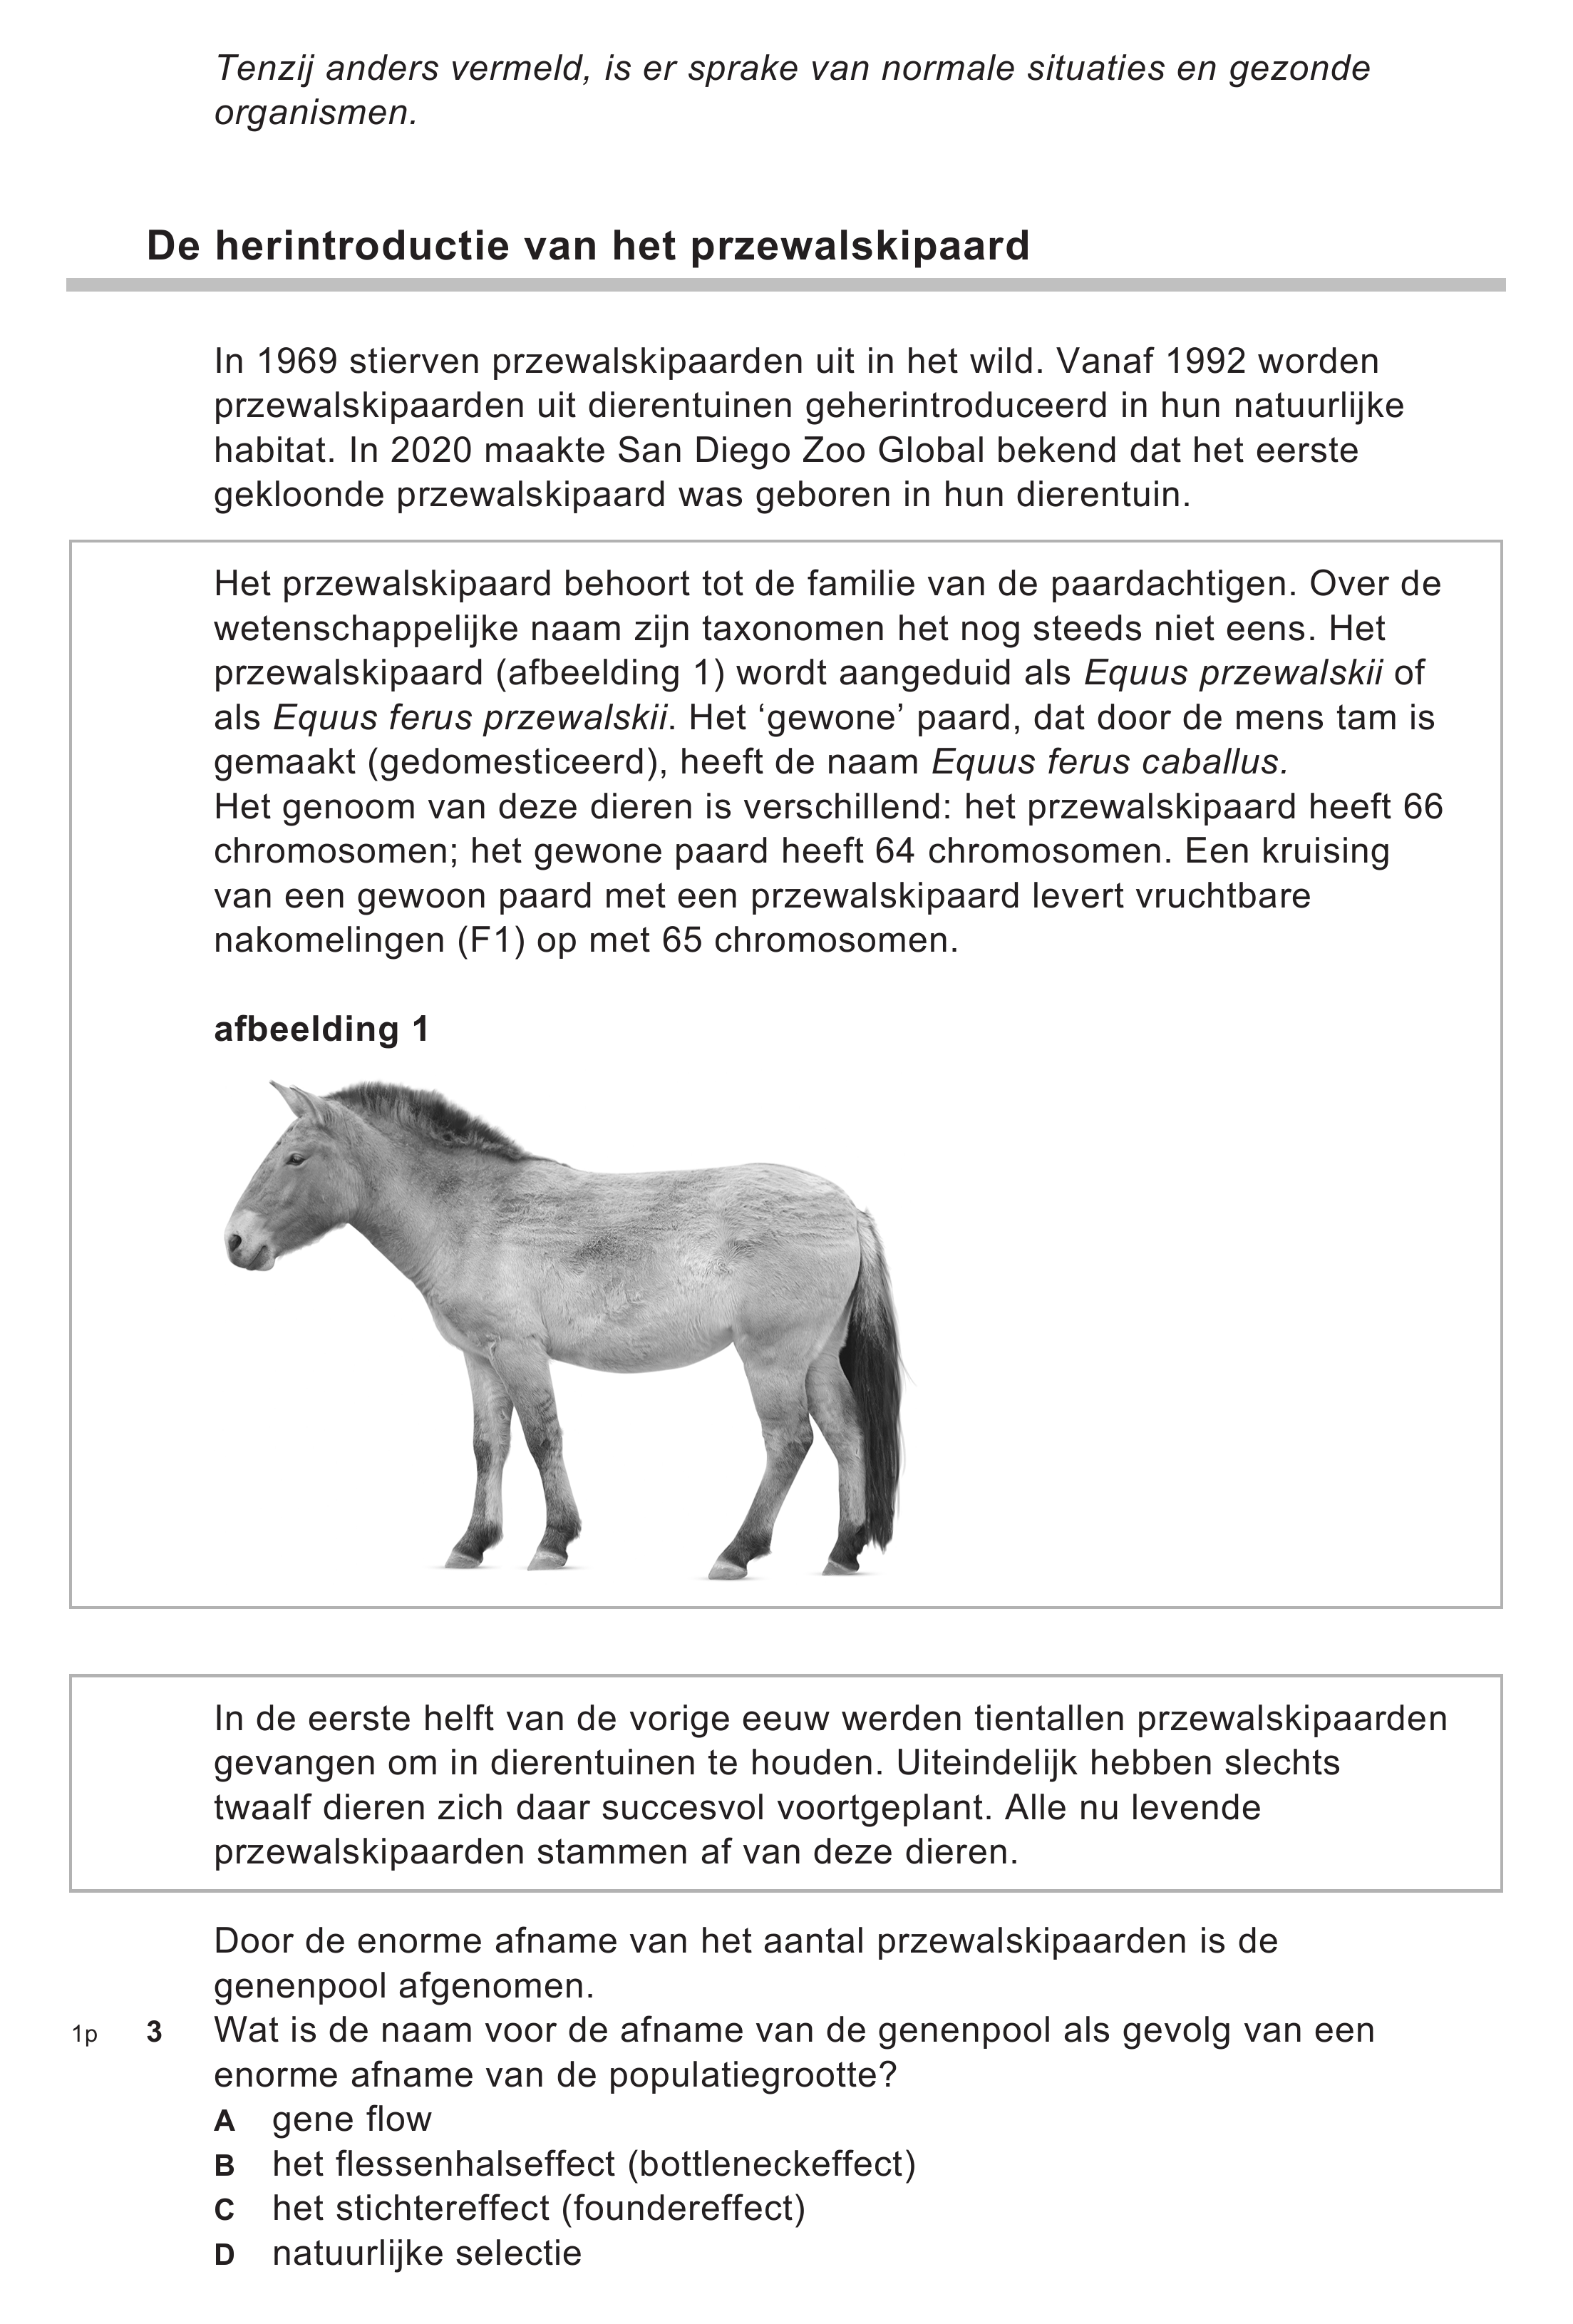 Tenzij anders vermeld, is er sprake van normale situaties en gezonde
organismen.
De herintroductie van het przewalskipaard
In 1969 stierven przewalskipaarden uit in het wild. Vanaf 1992 worden
przewalskipaarden uit dierentuinen geherintroduceerd in hun natuurlijke
habitat. In 2020 maakte San Diego Zoo Global bekend dat het eerste
gekloonde przewalskipaard was geboren in hun dierentuin.
Het przewalskipaard behoort tot de familie van de paardachtigen. Over de
wetenschappelijke naam zijn taxonomen het nog steeds niet eens. Het
przewalskipaard (afbeelding 1) wordt aangeduid als Equus przewalskii of
als Equus ferus przewalskii. Het ‘gewone’ paard, dat door de mens tam is
gemaakt (gedomesticeerd), heeft de naam Equus ferus caballus.
Het genoom van deze dieren is verschillend: het przewalskipaard heeft 66
chromosomen; het gewone paard heeft 64 chromosomen. Een kruising
van een gewoon paard met een przewalskipaard levert vruchtbare
nakomelingen (F1) op met 65 chromosomen.
afbeelding 1
In de eerste helft van de vorige eeuw werden tientallen przewalskipaarden
gevangen om in dierentuinen te houden. Uiteindelijk hebben slechts
twaalf dieren zich daar succesvol voortgeplant. Alle nu levende
przewalskipaarden stammen af van deze dieren.
Door de enorme afname van het aantal przewalskipaarden is de
genenpool afgenomen.
1p 3 Wat is de naam voor de afname van de genenpool als gevolg van een
enorme afname van de populatiegrootte?
A gene flow
B het flessenhalseffect (bottleneckeffect)
C het stichtereffect (foundereffect)
D natuurlijke selectie